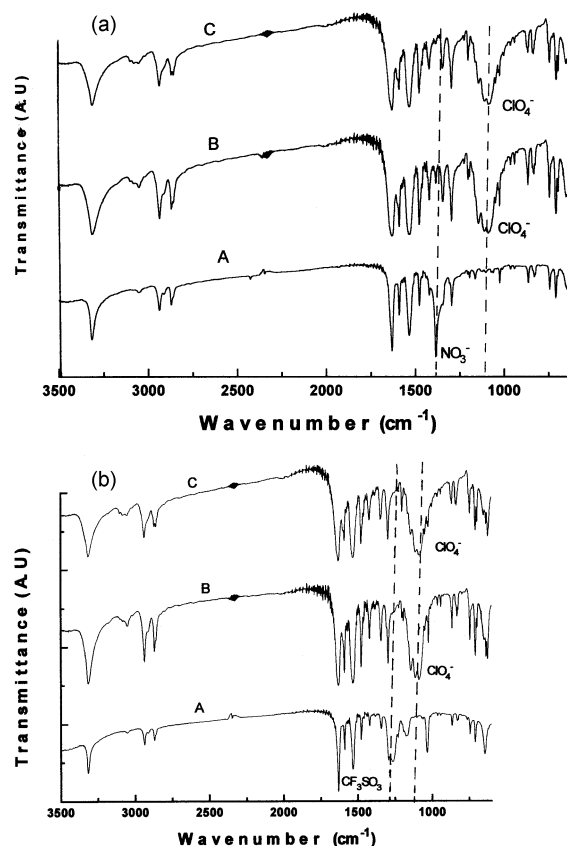 (a)
C
ClO₄⁻
B
ClO₄⁻
A
NO₃⁻
Transmittance (A.U)
3500 3000 2500 2000 1500 1000
Wavenumber (cm⁻¹)
(b)
C
ClO₄⁻
B
ClO₄⁻
A
CF₃SO₃
Transmittance (A.U)
3500 3000 2500 2000 1500 1000
Wavenumber (cm⁻¹)